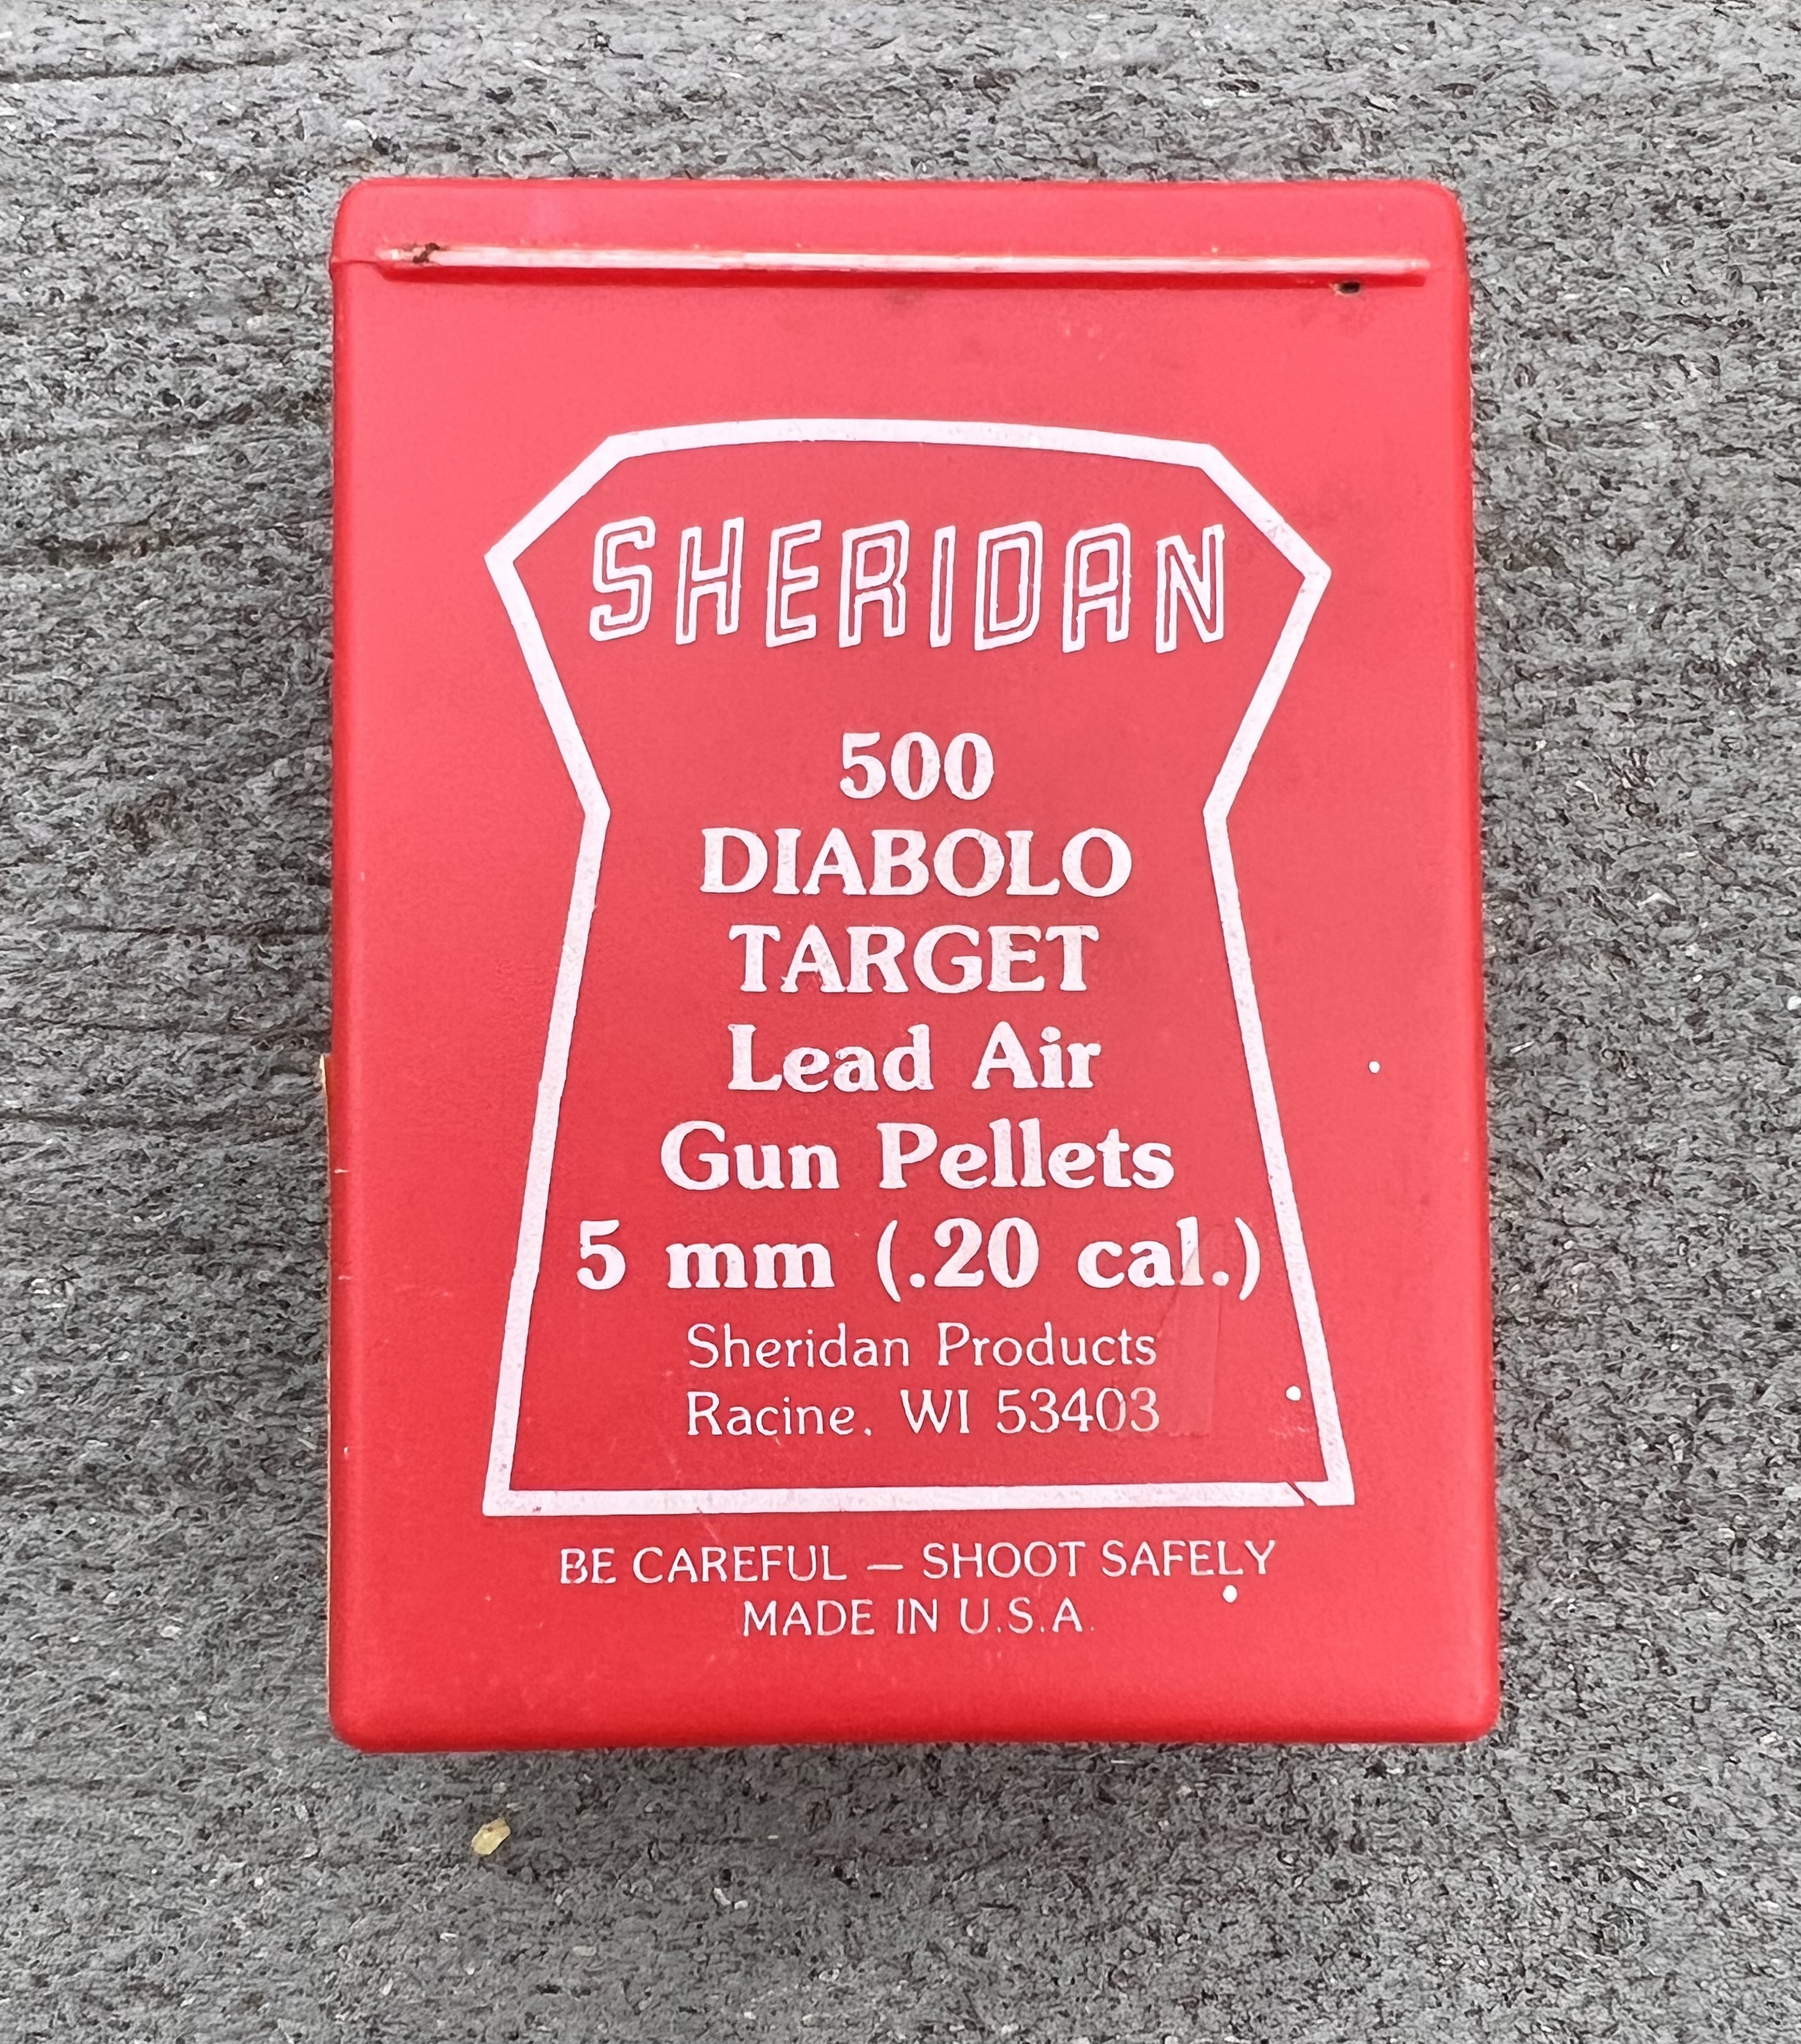 SHERIDAN
500
DIABOLO
TARGET
Lead Air
Gun Pellets
5 mm (.20 cal.)
Sheridan Products
Racine, WI 53403
BE CAREFUL — SHOOT SAFELY
MADE IN U.S.A.